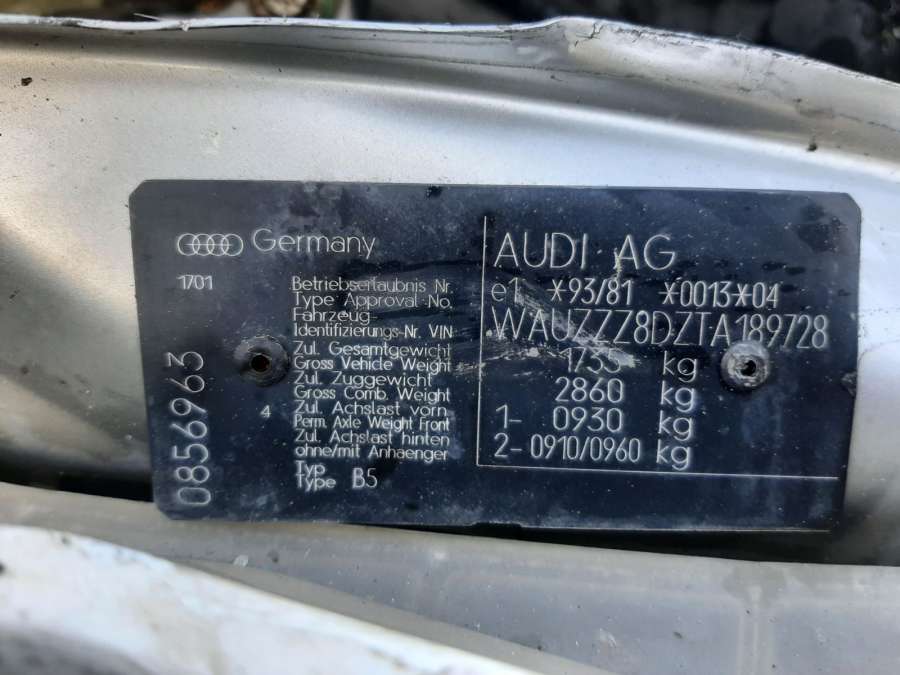 Germany
1701
0856963
4
Betriebserlaubnis Nr.
Type Approval No.
Fahrzeug-
Identifizierungs-Nr. VIN
Zul. Gesamtgewicht
Gross Vehicle Weight
Zul. Zuggewicht
Gross Comb. Weight
Zul. Achslast vorn
Perm. Axle Weight Front
Zul. Achslast hinten
ohne/mit Anhaenger
Typ
Type B5
AUDI AG
e1 *93/81 *0013*04
WAUZZZ8DZTA189728
1735 kg
2860 kg
1- 0930 kg
2- 0910/0960 kg